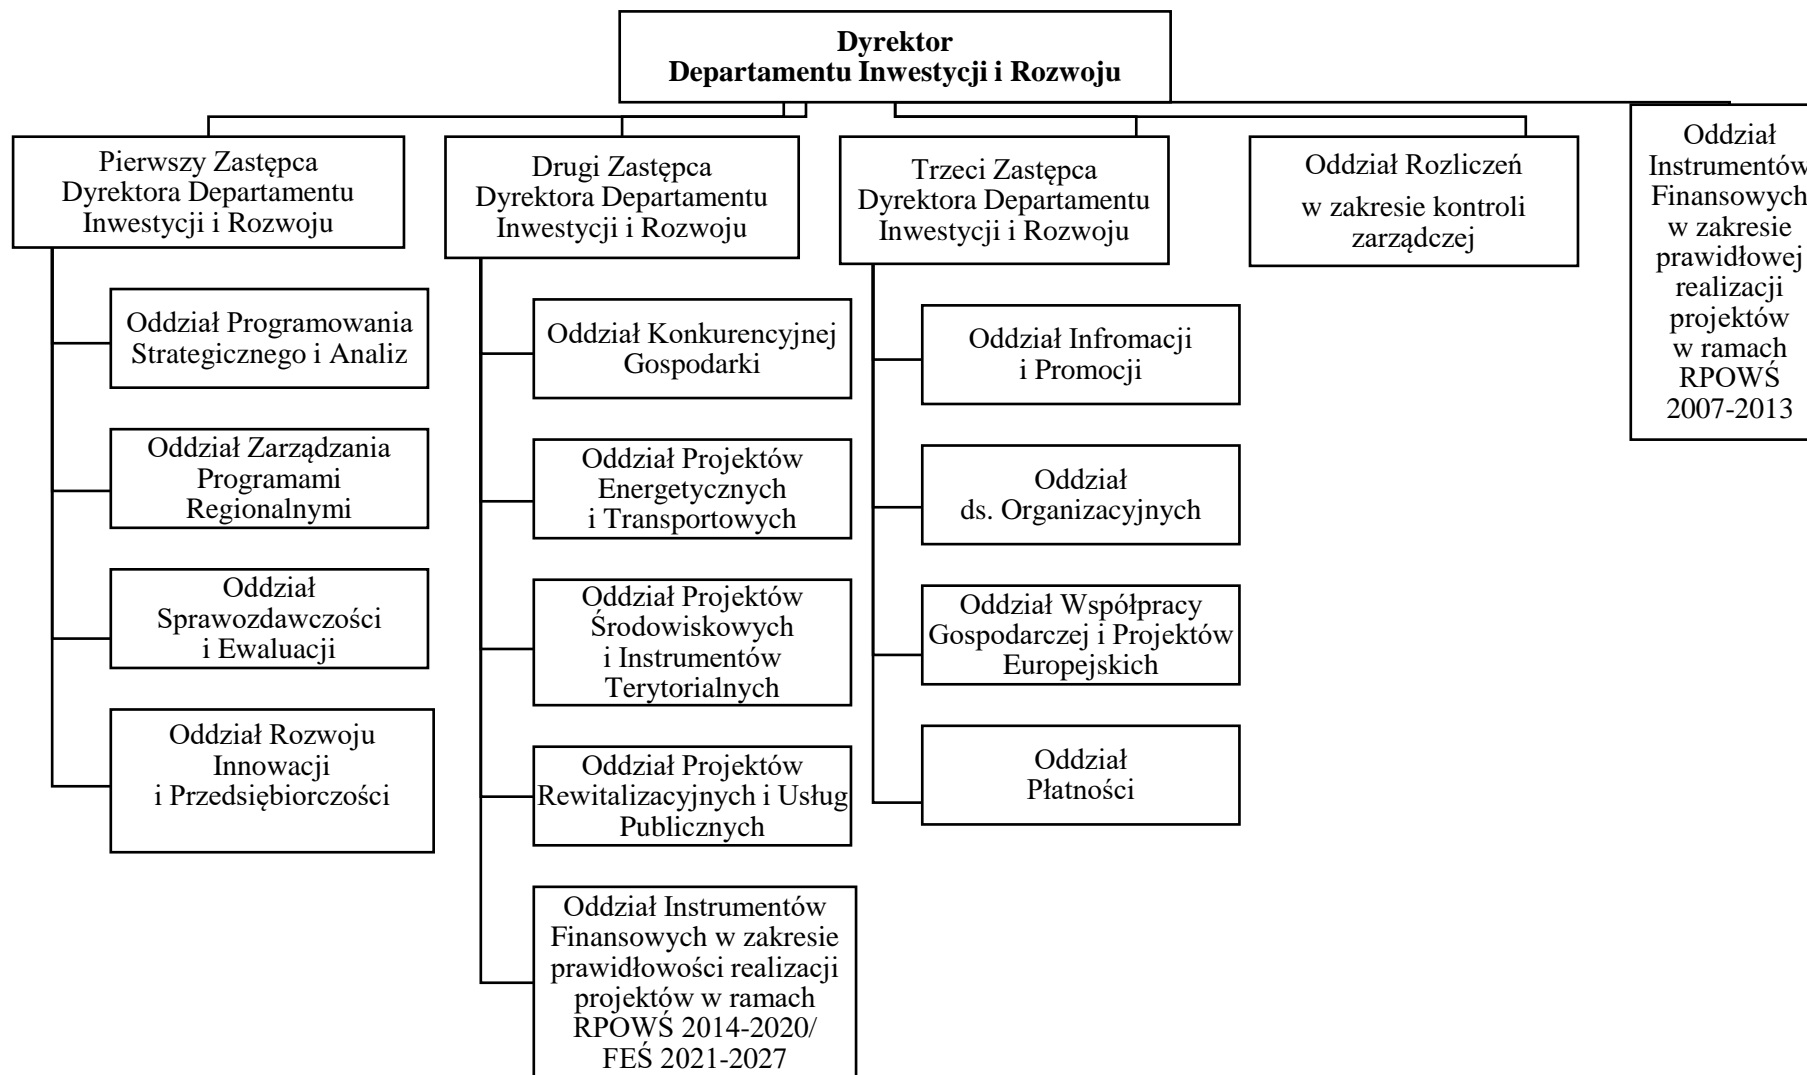 Dyrektor
Departamentu Inwestycji i Rozwoju
Pierwszy Zastępca
Dyrektora Departamentu
Inwestycji i Rozwoju
Oddział Programowania
Strategicznego i Analiz
Oddział Zarządzania
Programami
Regionalnymi
Oddział
Sprawozdawczości
i Ewaluacji
Oddział Rozwoju
Innowacji
i Przedsiębiorczości
Drugi Zastępca
Dyrektora Departamentu
Inwestycji i Rozwoju
Oddział Konkurencyjnej
Gospodarki
Oddział Projektów
Energetycznych
i Transportowych
Oddział Projektów
Środowiskowych
i Instrumentów
Terytorialnych
Oddział Projektów
Rewitalizacyjnych i Usług
Publicznych
Oddział Instrumentów
Finansowych w zakresie
prawidłowości realizacji
projektów w ramach
RPOWŚ 2014-2020/
FEŚ 2021-2027
Trzeci Zastępca
Dyrektora Departamentu
Inwestycji i Rozwoju
Oddział Infromacji
i Promocji
Oddział
ds. Organizacyjnych
Oddział Współpracy
Gospodarczej i Projektów
Europejskich
Oddział
Płatności
Oddział Rozliczeń
w zakresie kontroli
zarządczej
Oddział
Instrumentów
Finansowych
w zakresie
prawidłowej
realizacji
projektów
w ramach
RPOWŚ
2007-2013